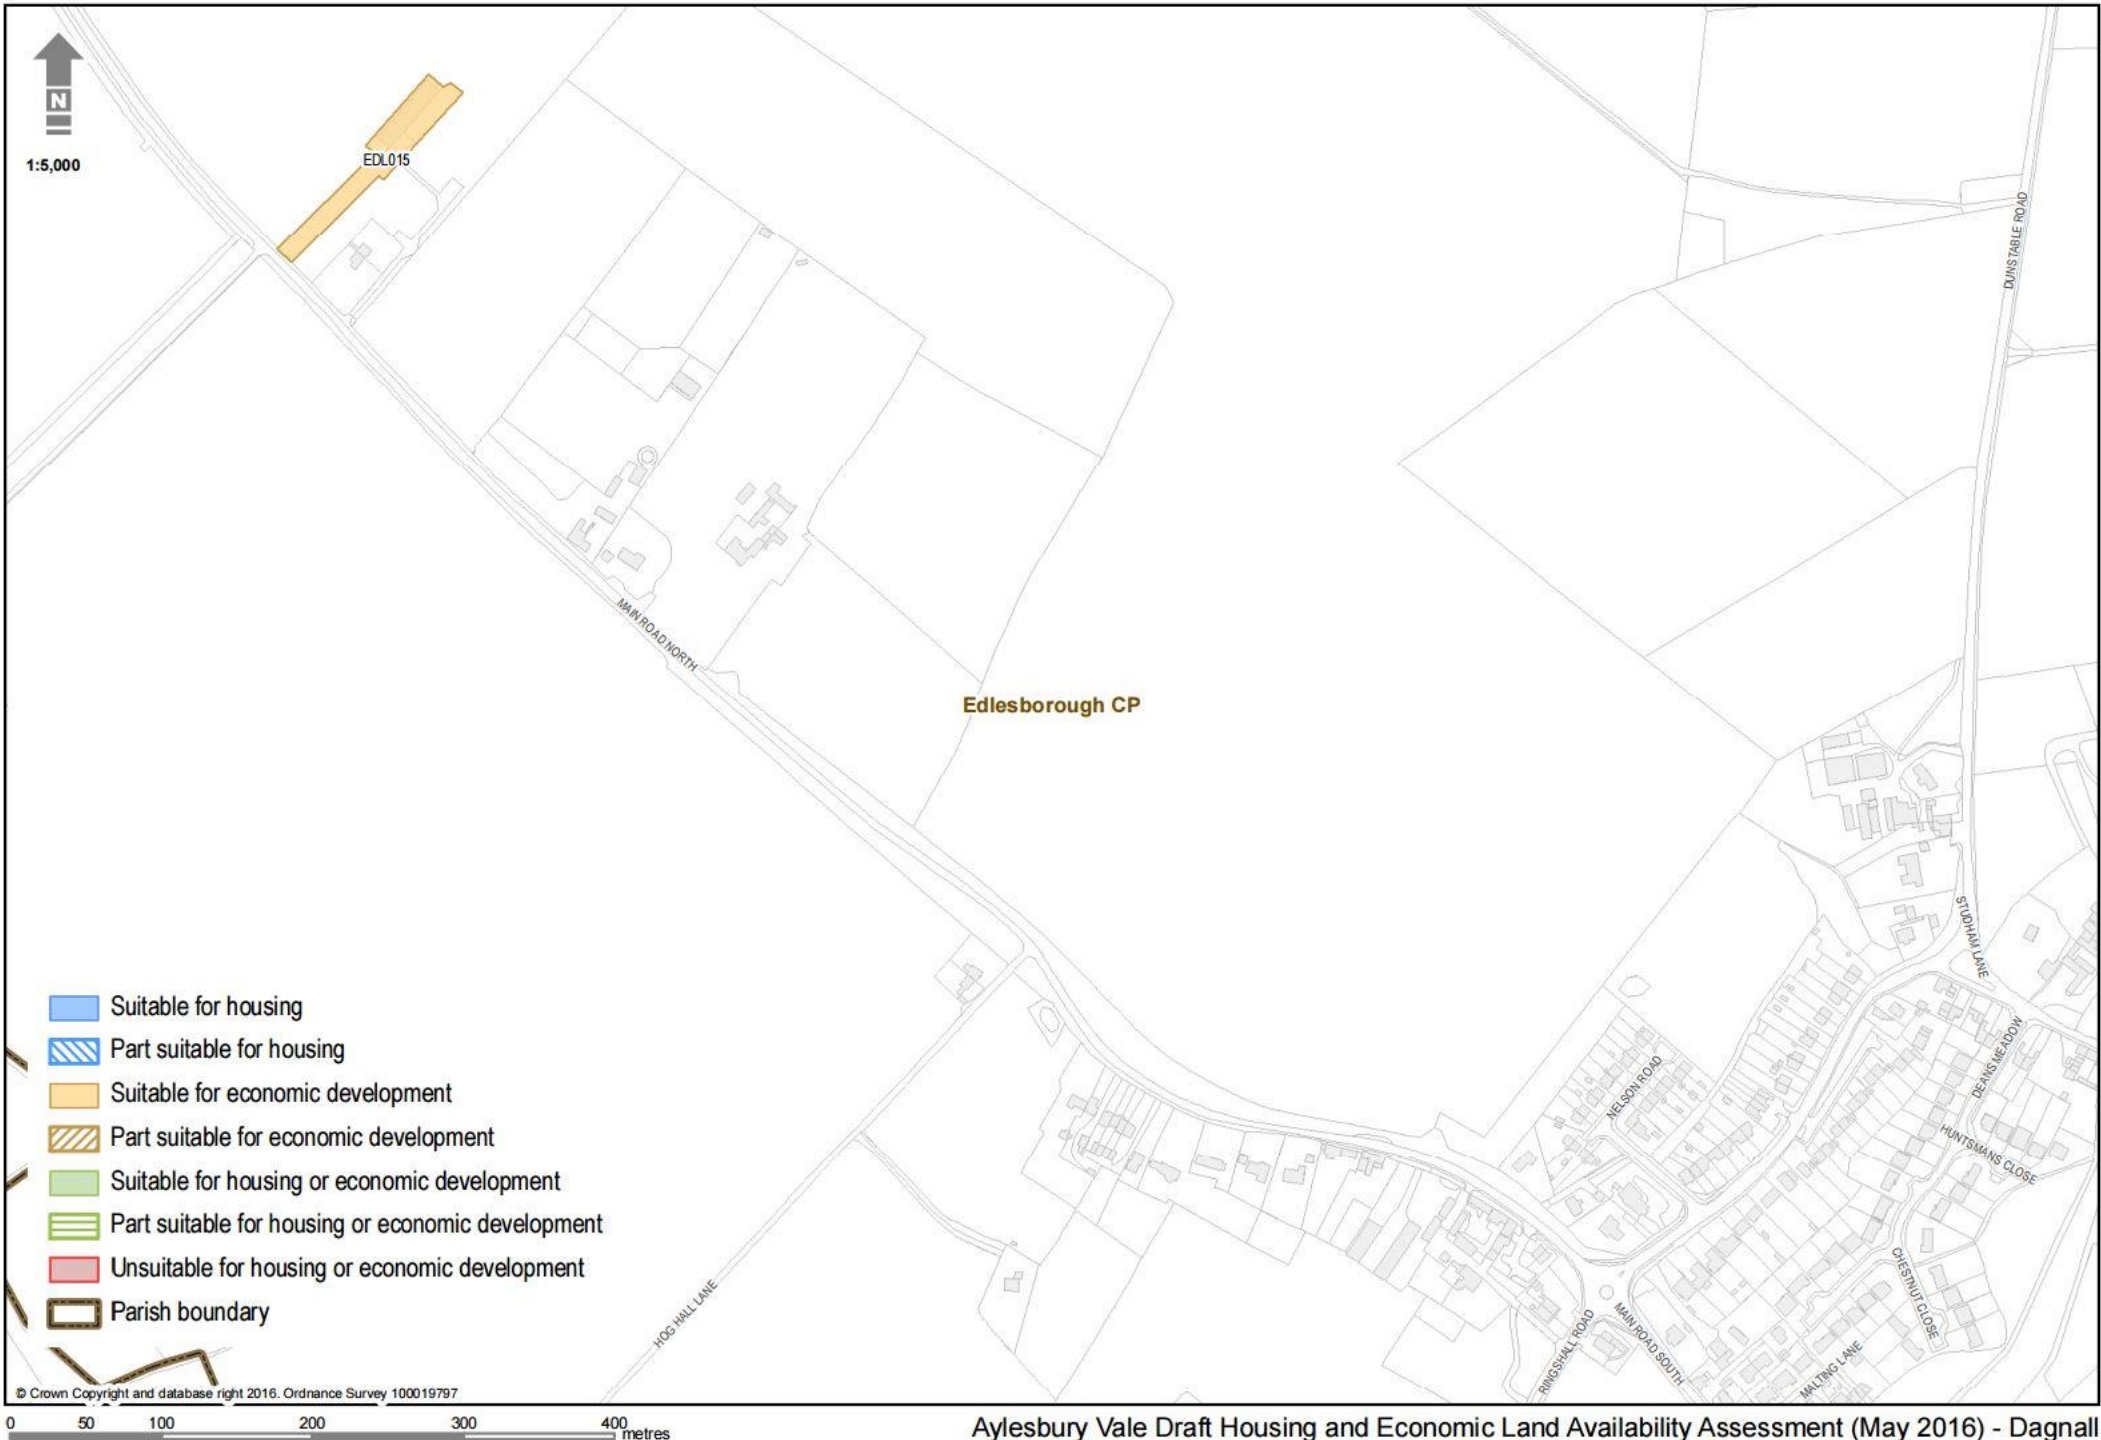 N
1:5,000
EDL015
DUNSTABLE ROAD
MAIN ROAD NORTH
Edlesborough CP
STUDHAM LANE
NELSON ROAD
DEANS MEADOW
HUNTSMANS CLOSE
CHESTNUT CLOSE
HOG HALL LANE
RINGSHALL ROAD
MAIN ROAD SOUTH
MALTING LANE
Suitable for housing
Part suitable for housing
Suitable for economic development
Part suitable for economic development
Suitable for housing or economic development
Part suitable for housing or economic development
Unsuitable for housing or economic development
Parish boundary
© Crown Copyright and database right 2016. Ordnance Survey 100019797
0 50 100 200 300 400 metres
Aylesbury Vale Draft Housing and Economic Land Availability Assessment (May 2016) - Dagnall